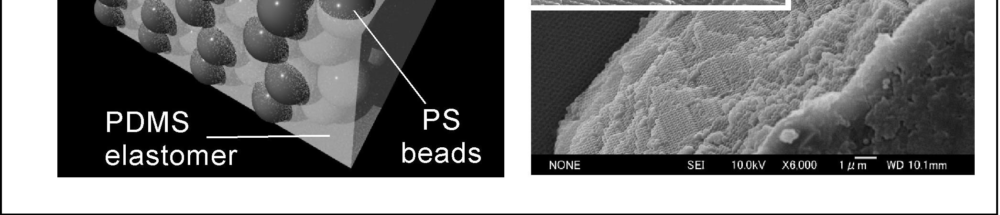 PDMS
elastomer
PS
beads
NONE SEI 10.0kV X6,000 1 μm WD 10.1mm